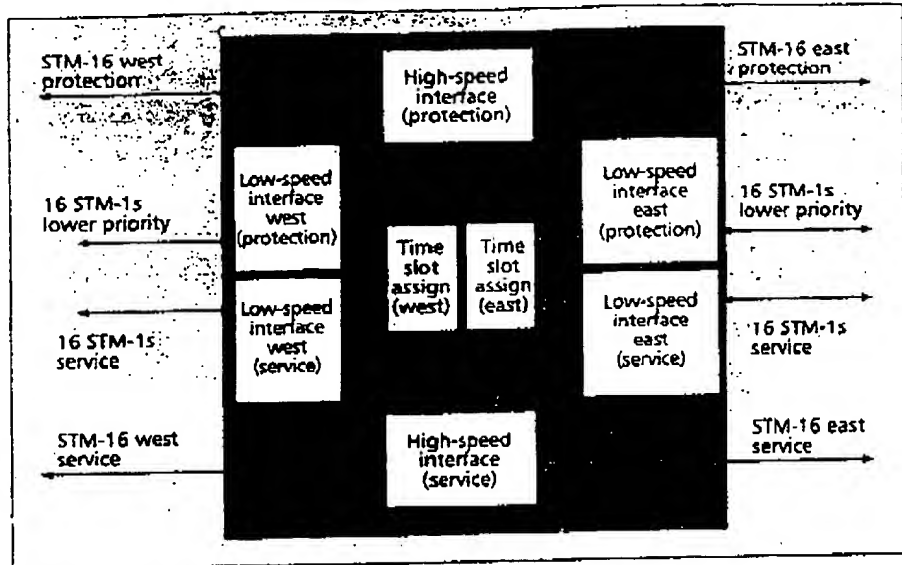 STM-16 west
protection
High-speed
interface
(protection)
STM-16 east
protection
Low-speed
interface
west
(protection)
Low-speed
interface
east
(protection)
16 STM-1s
lower priority
16 STM-1s
lower priority
Time
slot
assign
(west)
Time
slot
assign
(east)
Low-speed
interface
west
(service)
Low-speed
interface
east
(service)
16 STM-1s
service
16 STM-1s
service
STM-16 west
service
High-speed
interface
(service)
STM-16 east
service